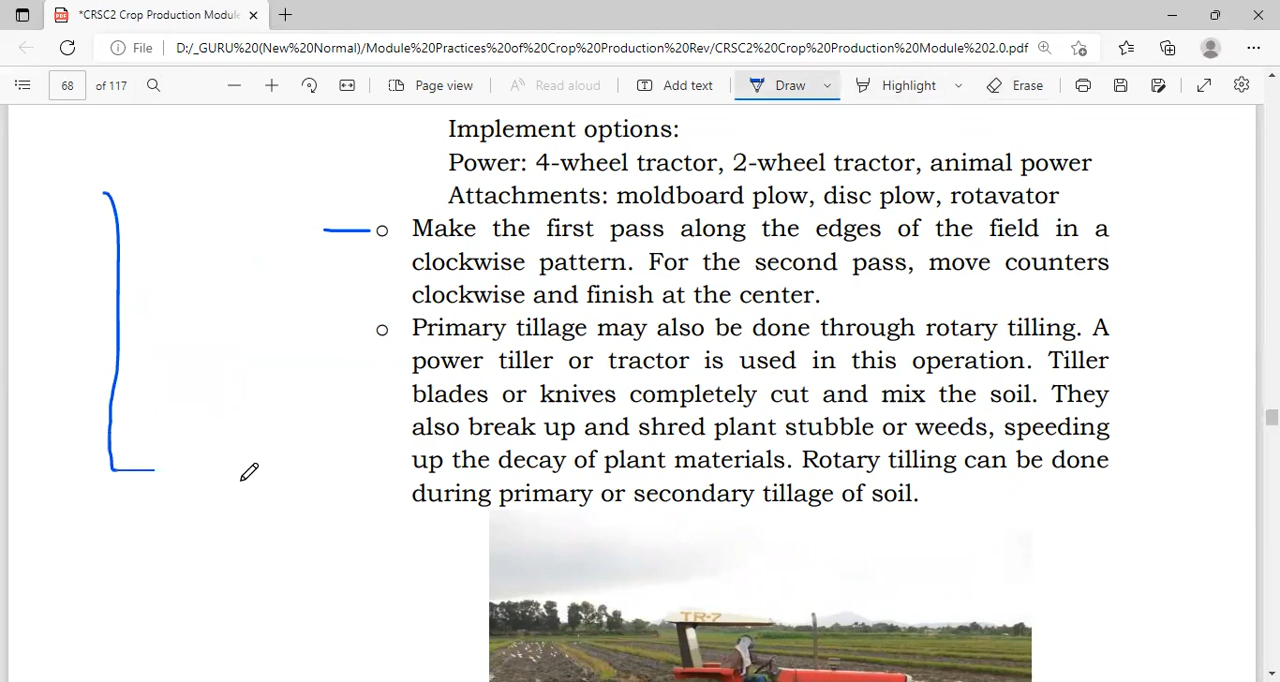 *CRSC2 Crop Production Module
File
D:/_GURU%20(New%20Normal)/Module%20Practices%20of%20Crop%20Production%20Rev/CRSC2%20Crop%20Production%20Module%202.0.pdf
68 of 117
Page view
Read aloud
Add text
Draw
Highlight
Erase
Implement options:
Power: 4-wheel tractor, 2-wheel tractor, animal power
Attachments: moldboard plow, disc plow, rotavator
Make the first pass along the edges of the field in a
clockwise pattern. For the second pass, move counters
clockwise and finish at the center.
Primary tillage may also be done through rotary tilling. A
power tiller or tractor is used in this operation. Tiller
blades or knives completely cut and mix the soil. They
also break up and shred plant stubble or weeds, speeding
up the decay of plant materials. Rotary tilling can be done
during primary or secondary tillage of soil.
TR-7